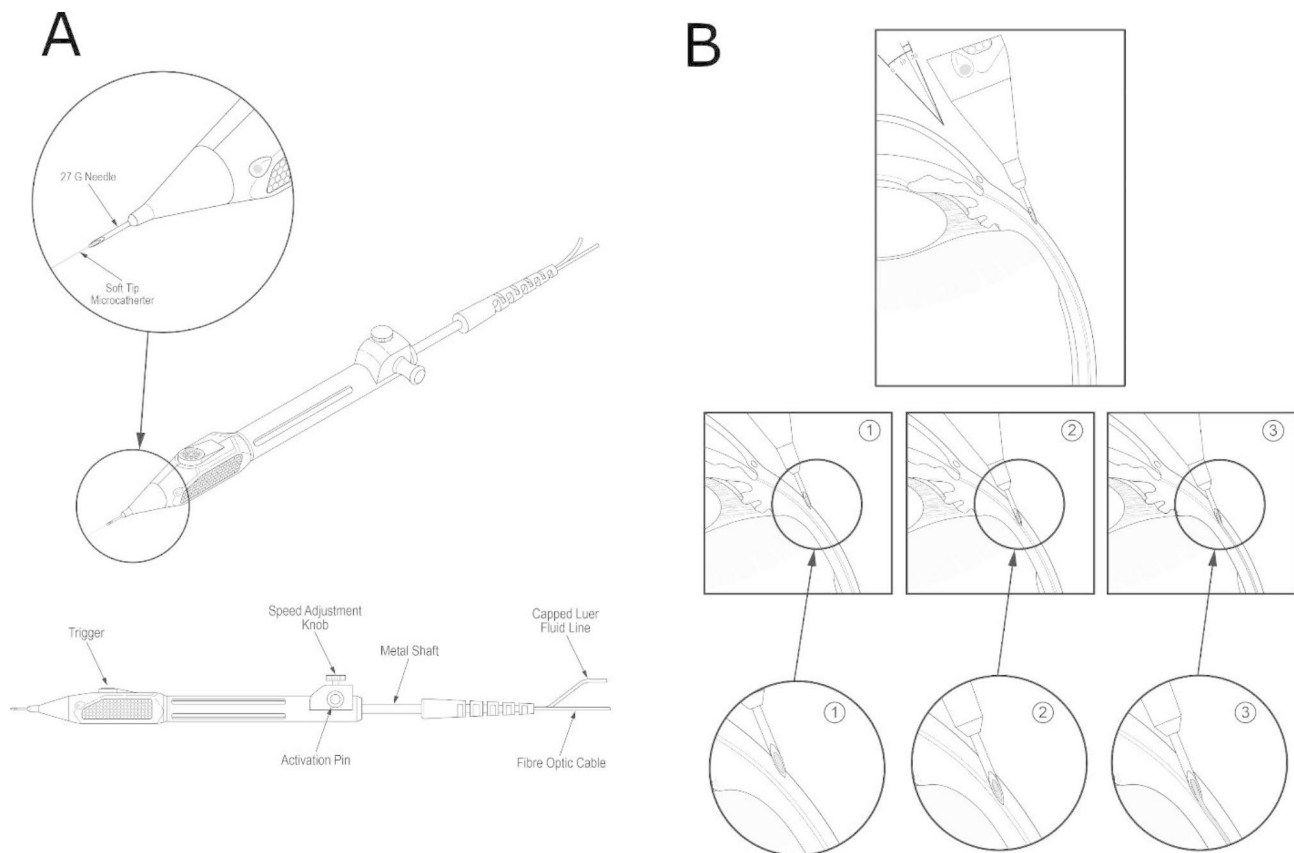 A
B
27 G Needle
Soft Tip
Microcatherter
Speed Adjustment
Knob
Capped Luer
Fluid Line
Trigger
Metal Shaft
Activation Pin
Fibre Optic Cable
1
2
3
1
2
3